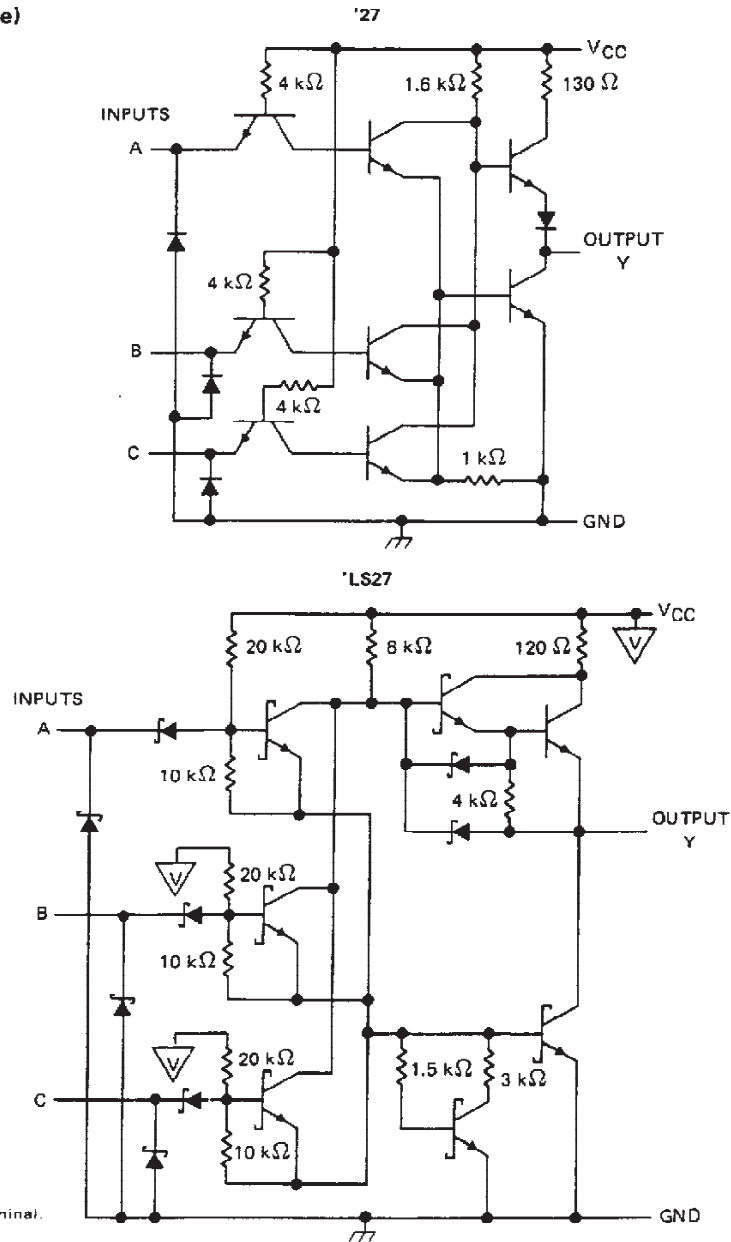 e)
'27
VCC
4 kΩ
1.6 kΩ
130 Ω
INPUTS
A
OUTPUT
Y
4 kΩ
B
4 kΩ
C
1 kΩ
GND
'LS27
VCC
20 kΩ
8 kΩ
120 Ω
V
INPUTS
A
10 kΩ
4 kΩ
OUTPUT
Y
V
20 kΩ
B
10 kΩ
V
20 kΩ
1.5 kΩ
3 kΩ
C
10 kΩ
minal.
GND